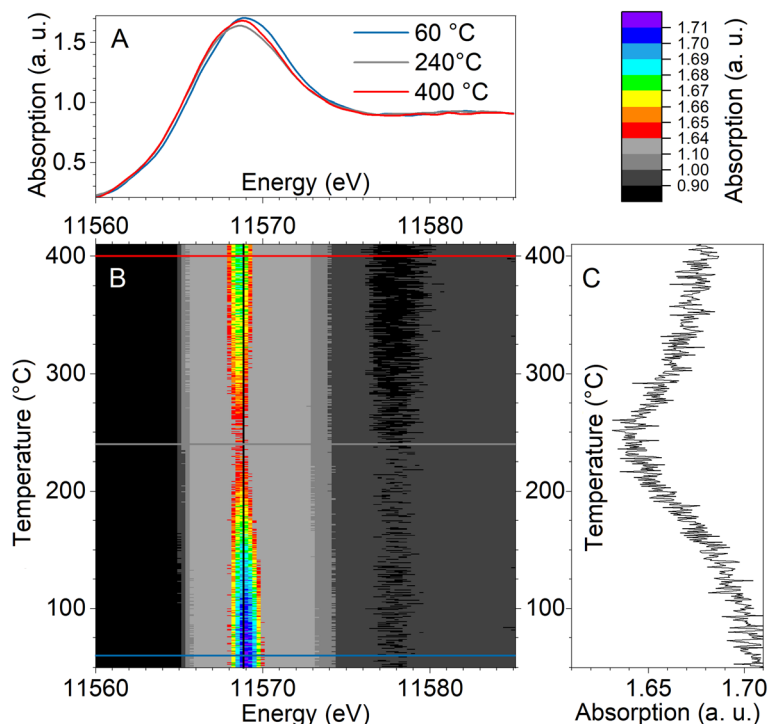 A
60 °C
240°C
400 °C
Absorption (a. u.)
1.5
1.0
0.5
Energy (eV)
11560
11570
11580
1.71
1.70
1.69
1.68
1.67
1.66
1.64
1.10
1.00
0.90
Absorption (a. u.)
B
Temperature (°C)
400
300
200
100
11560
11570
11580
Energy (eV)
C
Temperature (°C)
400
300
200
100
1.65
1.70
Absorption (a. u.)